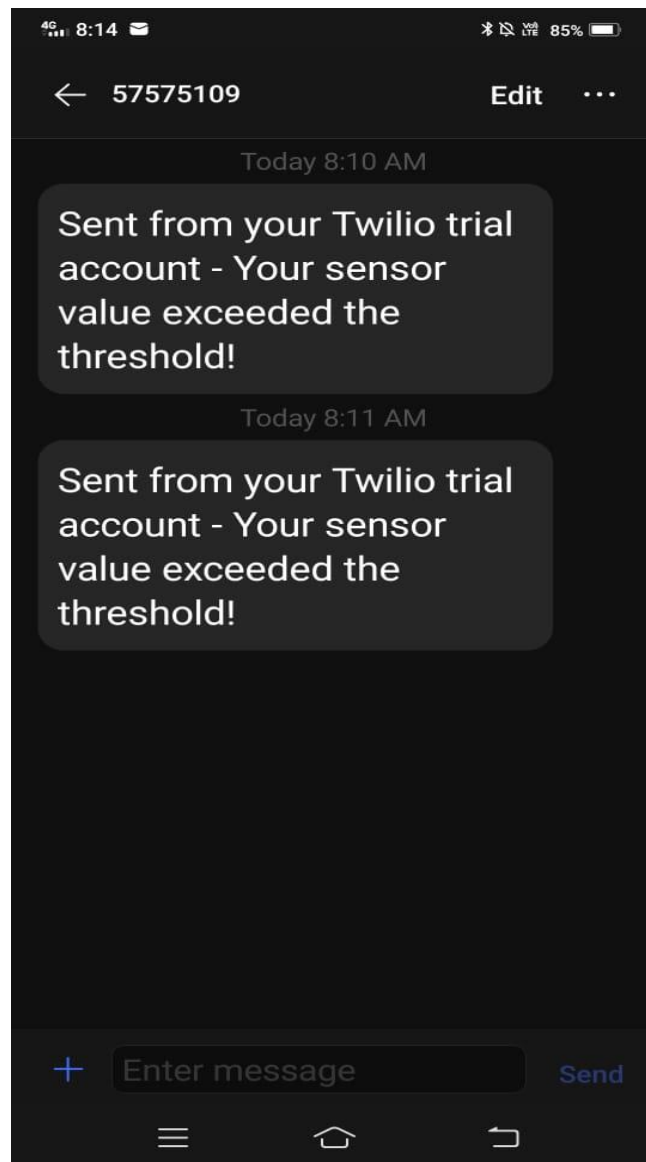 4G 8:14 VoI LTE 85%
57575109 Edit ...
Today 8:10 AM
Sent from your Twilio trial
account - Your sensor
value exceeded the
threshold!
Today 8:11 AM
Sent from your Twilio trial
account - Your sensor
value exceeded the
threshold!
Enter message Send